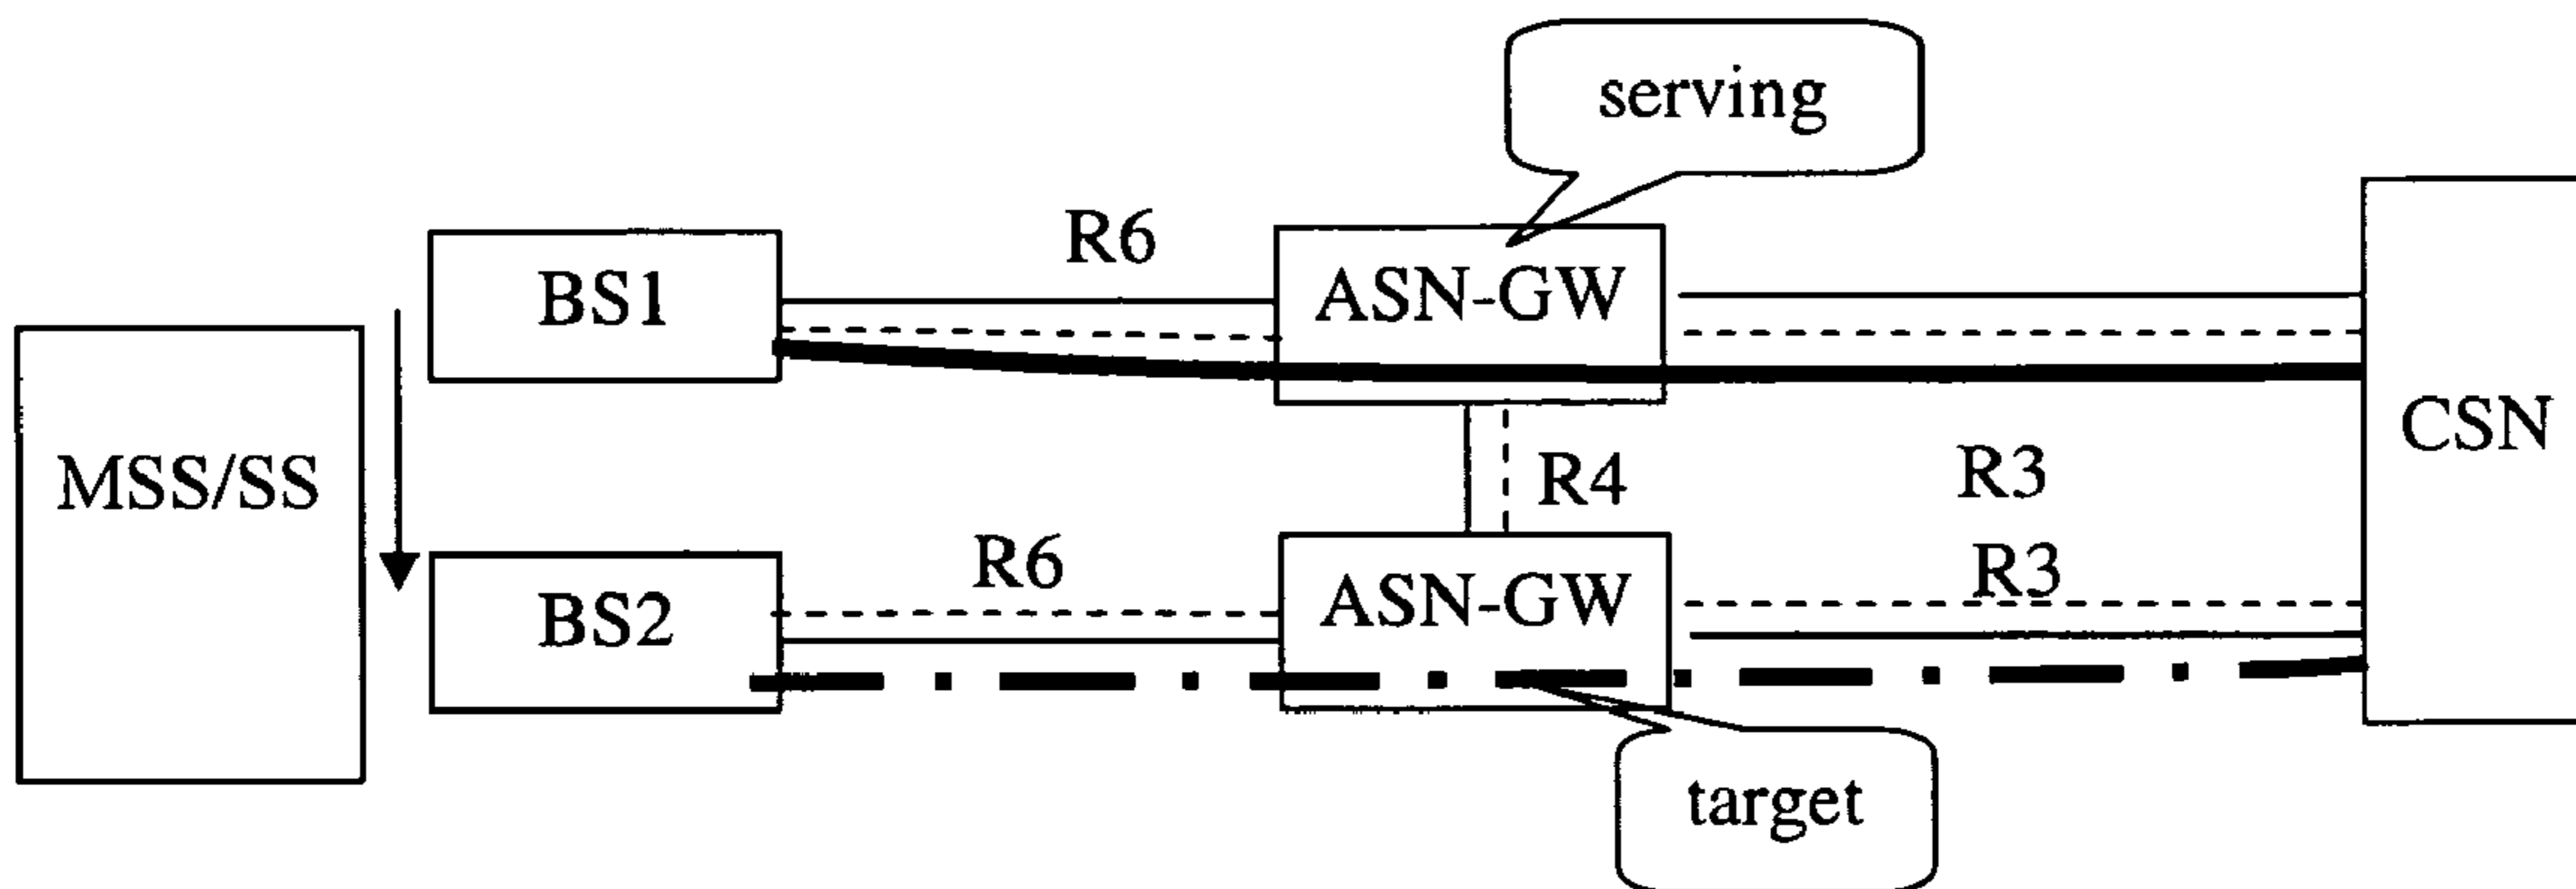 serving
R6
BS1
ASN-GW
CSN
MSS/SS
R4
R3
R6
R3
BS2
ASN-GW
target